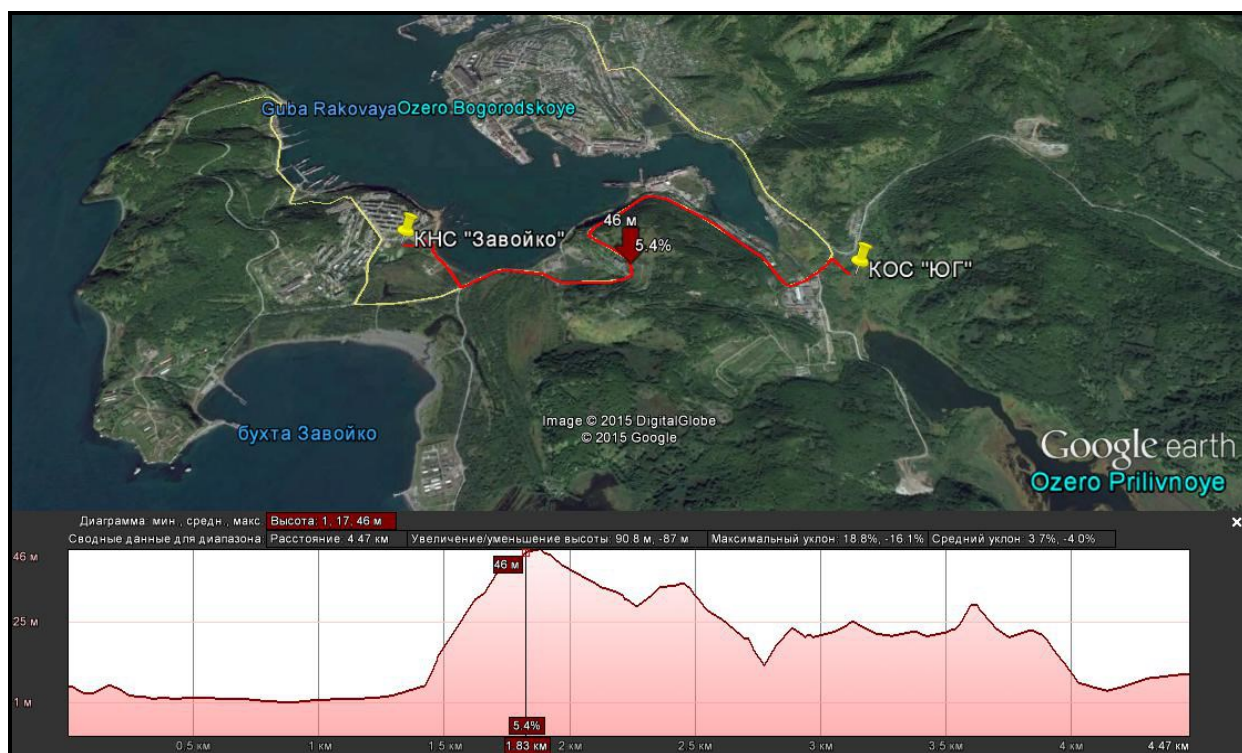 Guba Rakovaya
Ozero Bogorodskoye
46 м
5.4%
КНС "Завойко"
КОС "ЮГ"
бухта Завойко
Image © 2015 DigitalGlobe
© 2015 Google
Google earth
Ozero Prilivnoye
Диаграмма: мин , средн , макс Высота: 1, 17, 46 м
Сводные данные для диапазона: Расстояние: 4.47 км Увеличение/уменьшение высоты: 90.8 м, -87 м Максимальный уклон: 18.8%, -16.1% Средний уклон: 3.7%, -4.0%
46 м
46 м
25 м
1 м
5.4%
0.5 км 1 км 1.5 км 1.83 км 2 км 2.5 км 3 км 3.5 км 4 км 4.47 км